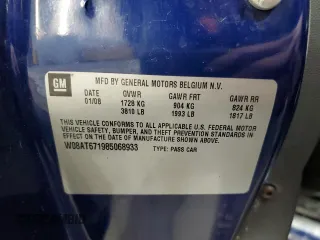 GM
MFD BY GENERAL MOTORS BELGIUM N.V.
DATE GVWR GAWR FRT GAWR RR
01/08 1728 KG 904 KG 824 KG
3810 LB 1993 LB 1817 LB
THIS VEHICLE CONFORMS TO ALL APPLICABLE U.S. FEDERAL MOTOR
VEHICLE SAFETY, BUMPER, AND THEFT PREVENTION STANDARDS
IN EFFECT ON THE DATE OF MANUFACTURE SHOWN ABOVE.
W08AT671985068933 TYPE: PASS CAR